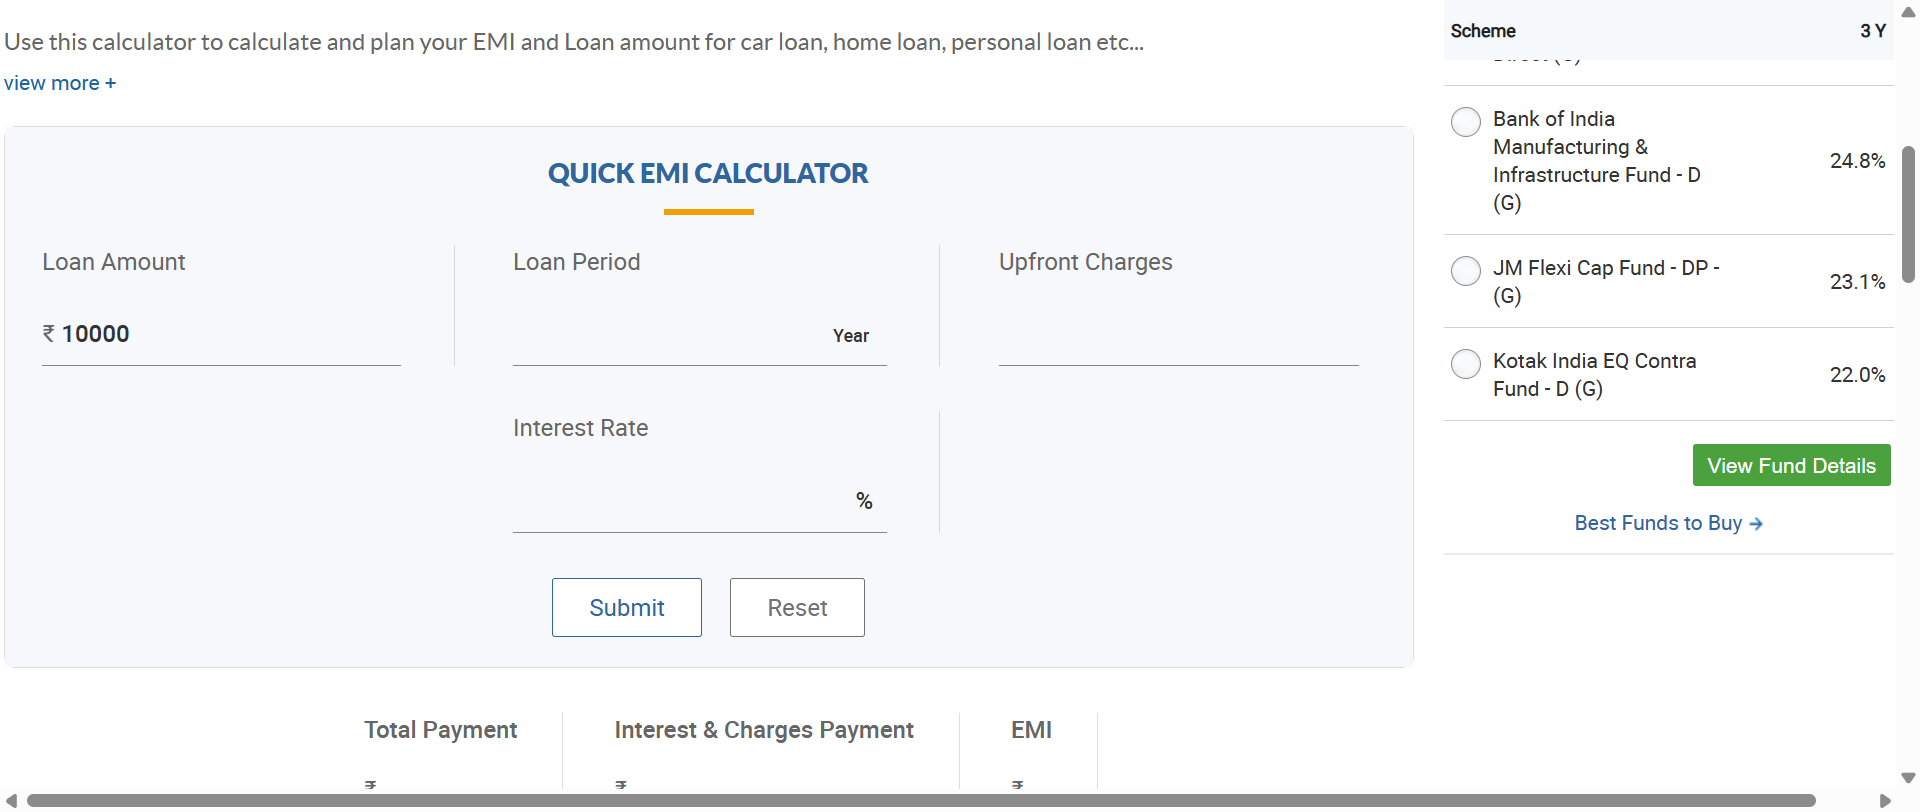 Use this calculator to calculate and plan your EMI and Loan amount for car loan, home loan, personal loan etc...
view more +
QUICK EMI CALCULATOR
Loan Amount
₹ 10000
Loan Period
Year
Upfront Charges
Interest Rate
%
Submit
Reset
Total Payment
₹
Interest & Charges Payment
₹
EMI
₹
Scheme 3 Y
Bank of India
Manufacturing &
Infrastructure Fund - D
(G)
24.8%
JM Flexi Cap Fund - DP -
(G)
23.1%
Kotak India EQ Contra
Fund - D (G)
22.0%
View Fund Details
Best Funds to Buy →